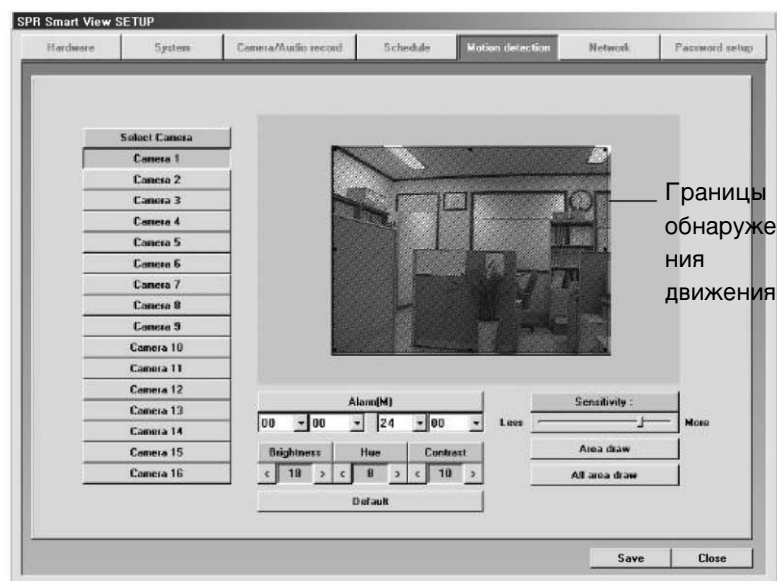 SPR Smart View SETUP
Hardware System Camera/Audio record Schedule Motion detection Network Password setup
Select Camera
Camera 1
Camera 2
Camera 3
Camera 4
Camera 5
Camera 6
Camera 7
Camera 8
Camera 9
Camera 10
Camera 11
Camera 12
Camera 13
Camera 14
Camera 15
Camera 16
Границы
обнаруже
ния
движения
Alarm(M)
00 00 24 00
Brightness Hue Contrast
< 18 > < 8 > < 10 >
Default
Sensitivity :
Less More
Area draw
All area draw
Save Close